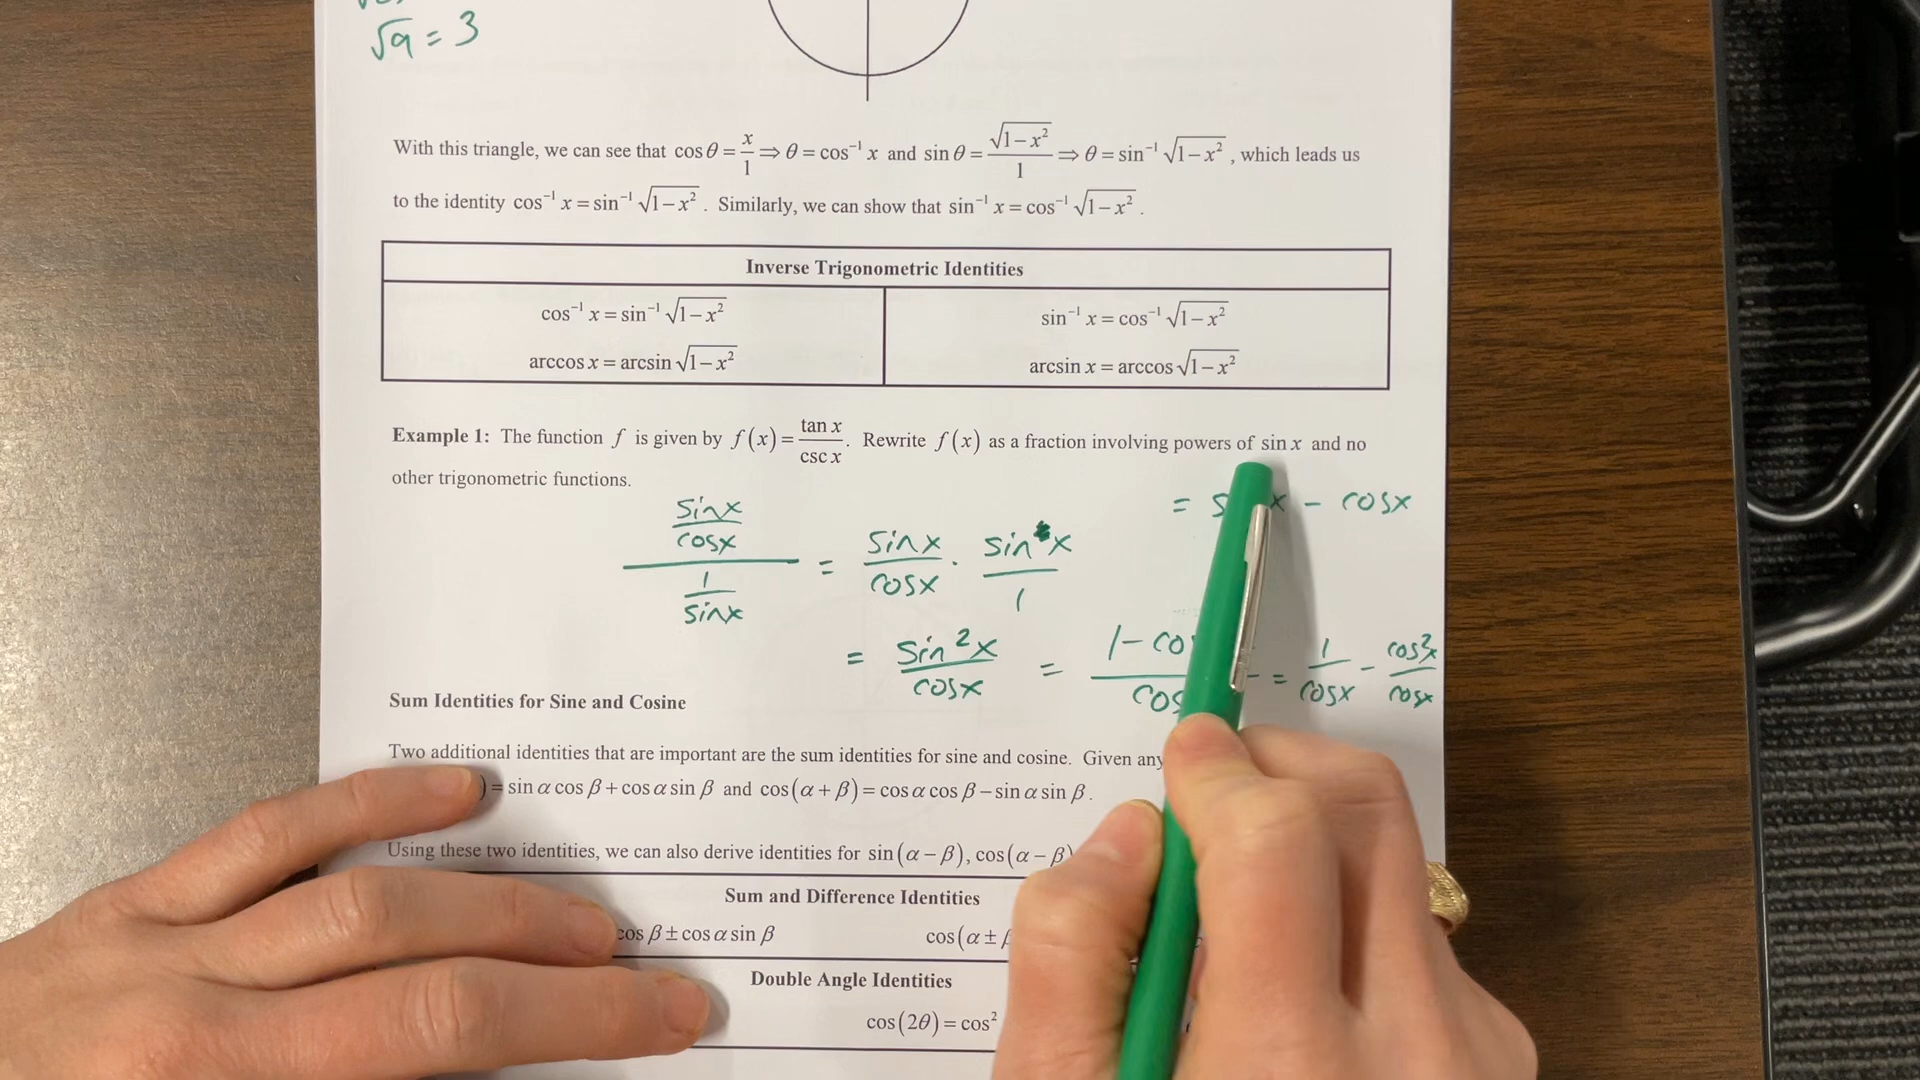 √9 = 3
With this triangle, we can see that cos θ = x/1 ⇒ θ = cos⁻¹ x and sin θ = √(1−x²)/1 ⇒ θ = sin⁻¹ √(1−x²), which leads us
to the identity cos⁻¹ x = sin⁻¹ √(1−x²). Similarly, we can show that sin⁻¹ x = cos⁻¹ √(1−x²).
Inverse Trigonometric Identities
cos⁻¹ x = sin⁻¹ √(1−x²)
arccos x = arcsin √(1−x²)
sin⁻¹ x = cos⁻¹ √(1−x²)
arcsin x = arccos √(1−x²)
Example 1: The function f is given by f(x) = tan x / csc x. Rewrite f(x) as a fraction involving powers of sin x and no
other trigonometric functions.
(sinx/cosx)/(1/sinx) = sinx/cosx · sin x/1
= sin²x/cosx = 1 − / = 1/cosx − cos²x/cosx
= x − cosx
Sum Identities for Sine and Cosine
Two additional identities that are important are the sum identities for sine and cosine. Given any
) = sin α cos β + cos α sin β and cos(α + β) = cos α cos β − sin α sin β.
Using these two identities, we can also derive identities for sin(α − β), cos(α − β)
Sum and Difference Identities
cos β ± cos α sin β
cos(α ±
Double Angle Identities
cos(2θ) = cos²